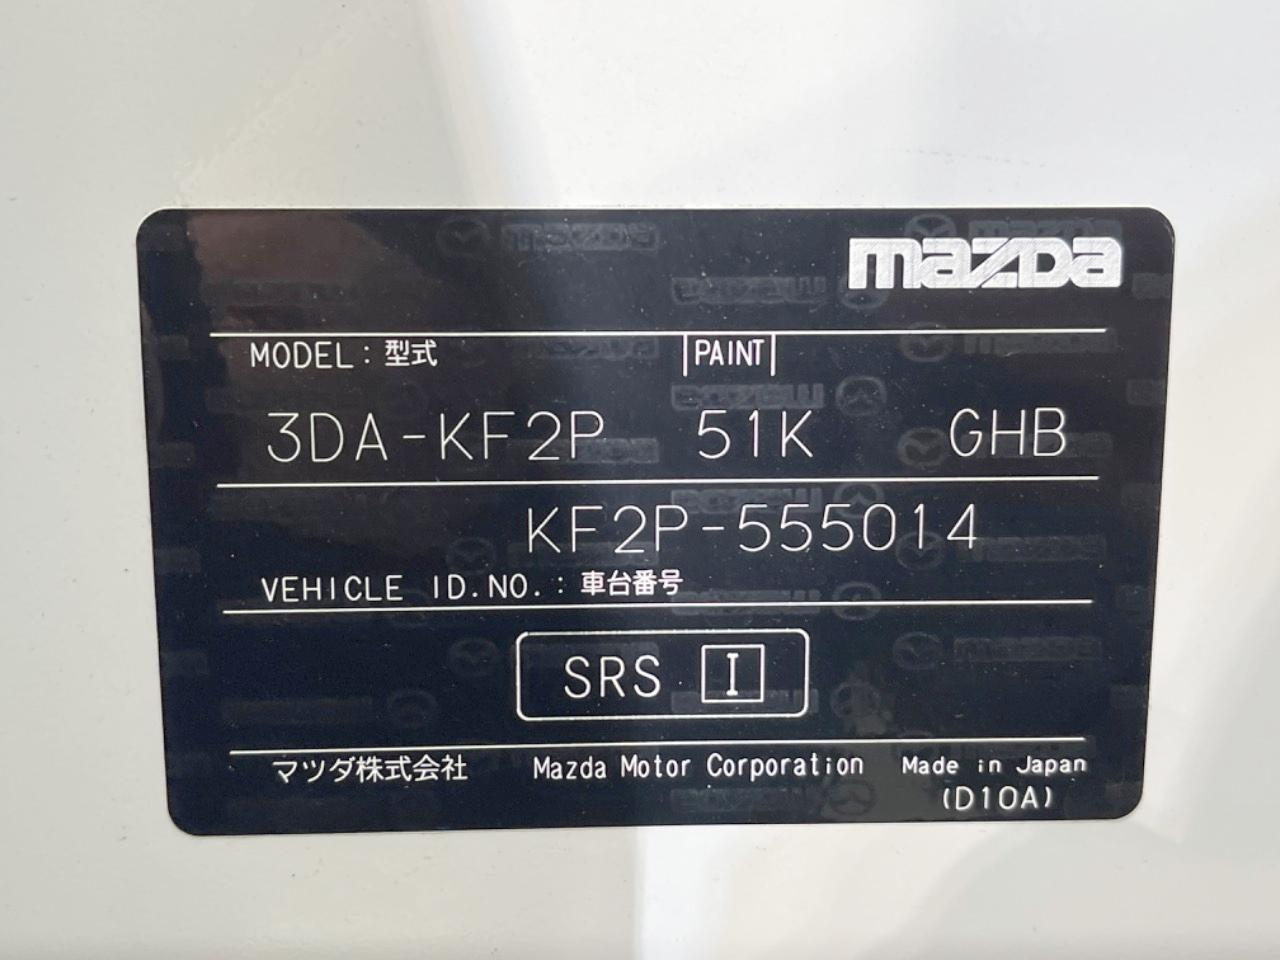 mazda
MODEL : 型式 PAINT
3DA-KF2P 51K GHB
KF2P-555014
VEHICLE ID.NO. : 車台番号
SRS I
マツダ株式会社 Mazda Motor Corporation Made in Japan
(D10A)